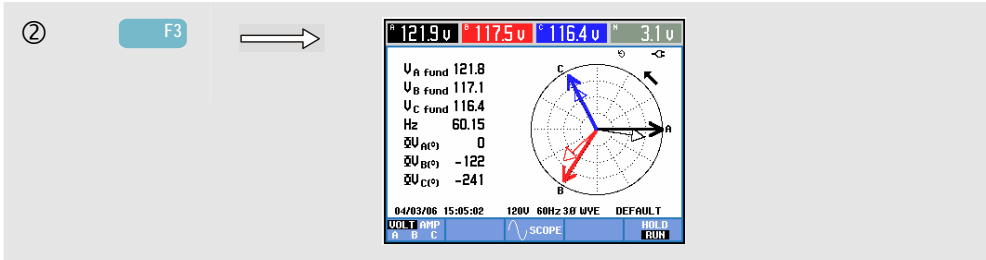 ② F3
A 121.9 V B 117.5 V C 116.4 V N 3.1 V
VA fund 121.8
VB fund 117.1
VC fund 116.4
Hz 60.15
ΦVA(°) 0
ΦVB(°) -122
ΦVC(°) -241
C
A
B
04/03/06 15:05:02 120V 60Hz 3Ø WYE DEFAULT
VOLT AMP
A B C
SCOPE
HOLD
RUN